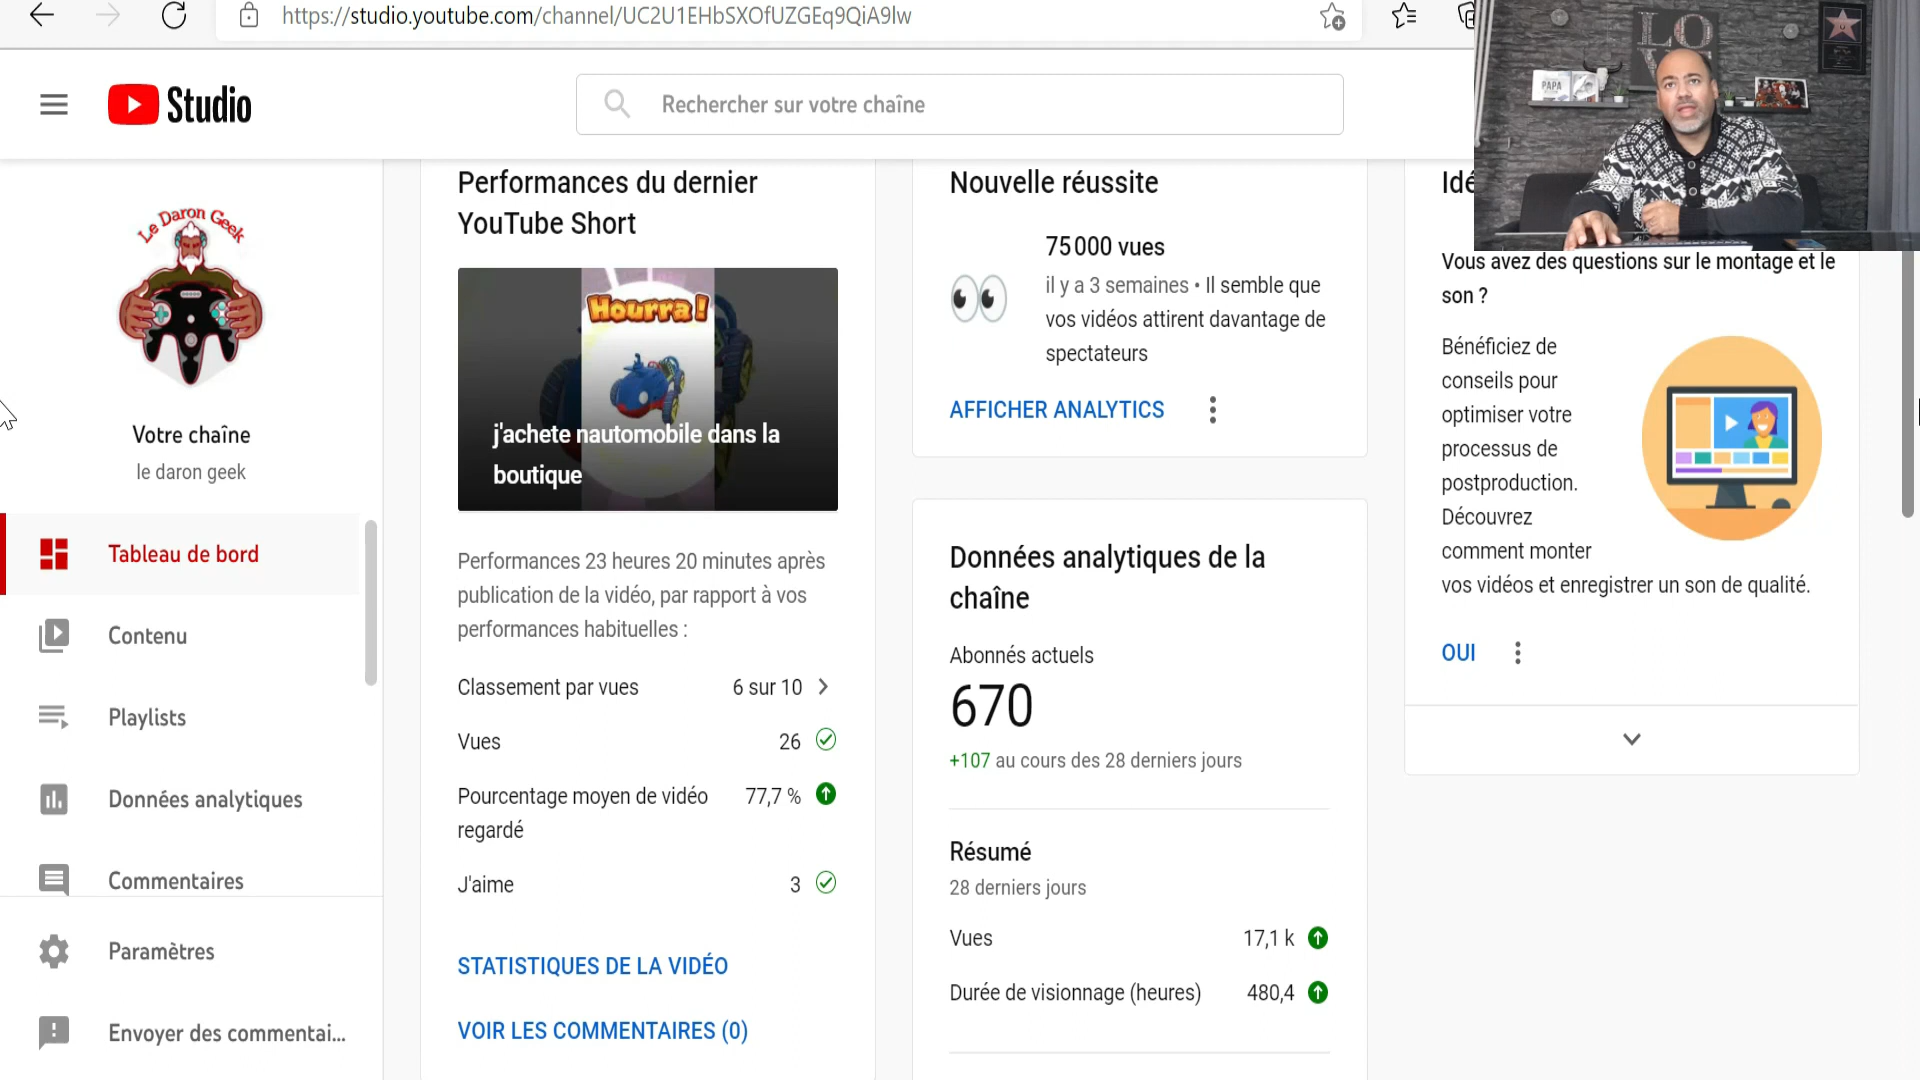 https://studio.youtube.com/channel/UC2U1EHbSXOfUZGEq9QiA9lw
Studio
Rechercher sur votre chaîne
Le Daron Geek
Votre chaîne
le daron geek
Tableau de bord
Contenu
Playlists
Données analytiques
Commentaires
Paramètres
Envoyer des commentai...
Performances du dernier
YouTube Short
Hourra !
j'achete nautomobile dans la
boutique
Performances 23 heures 20 minutes après
publication de la vidéo, par rapport à vos
performances habituelles :
Classement par vues 6 sur 10
Vues 26
Pourcentage moyen de vidéo 77,7 %
regardé
J'aime 3
STATISTIQUES DE LA VIDÉO
VOIR LES COMMENTAIRES (0)
Nouvelle réussite
75 000 vues
il y a 3 semaines • Il semble que
vos vidéos attirent davantage de
spectateurs
AFFICHER ANALYTICS
Données analytiques de la
chaîne
Abonnés actuels
670
+107 au cours des 28 derniers jours
Résumé
28 derniers jours
Vues 17,1 k
Durée de visionnage (heures) 480,4
Idé
Vous avez des questions sur le montage et le
son ?
Bénéficiez de
conseils pour
optimiser votre
processus de
postproduction.
Découvrez
comment monter
vos vidéos et enregistrer un son de qualité.
OUI
LO
PAPA